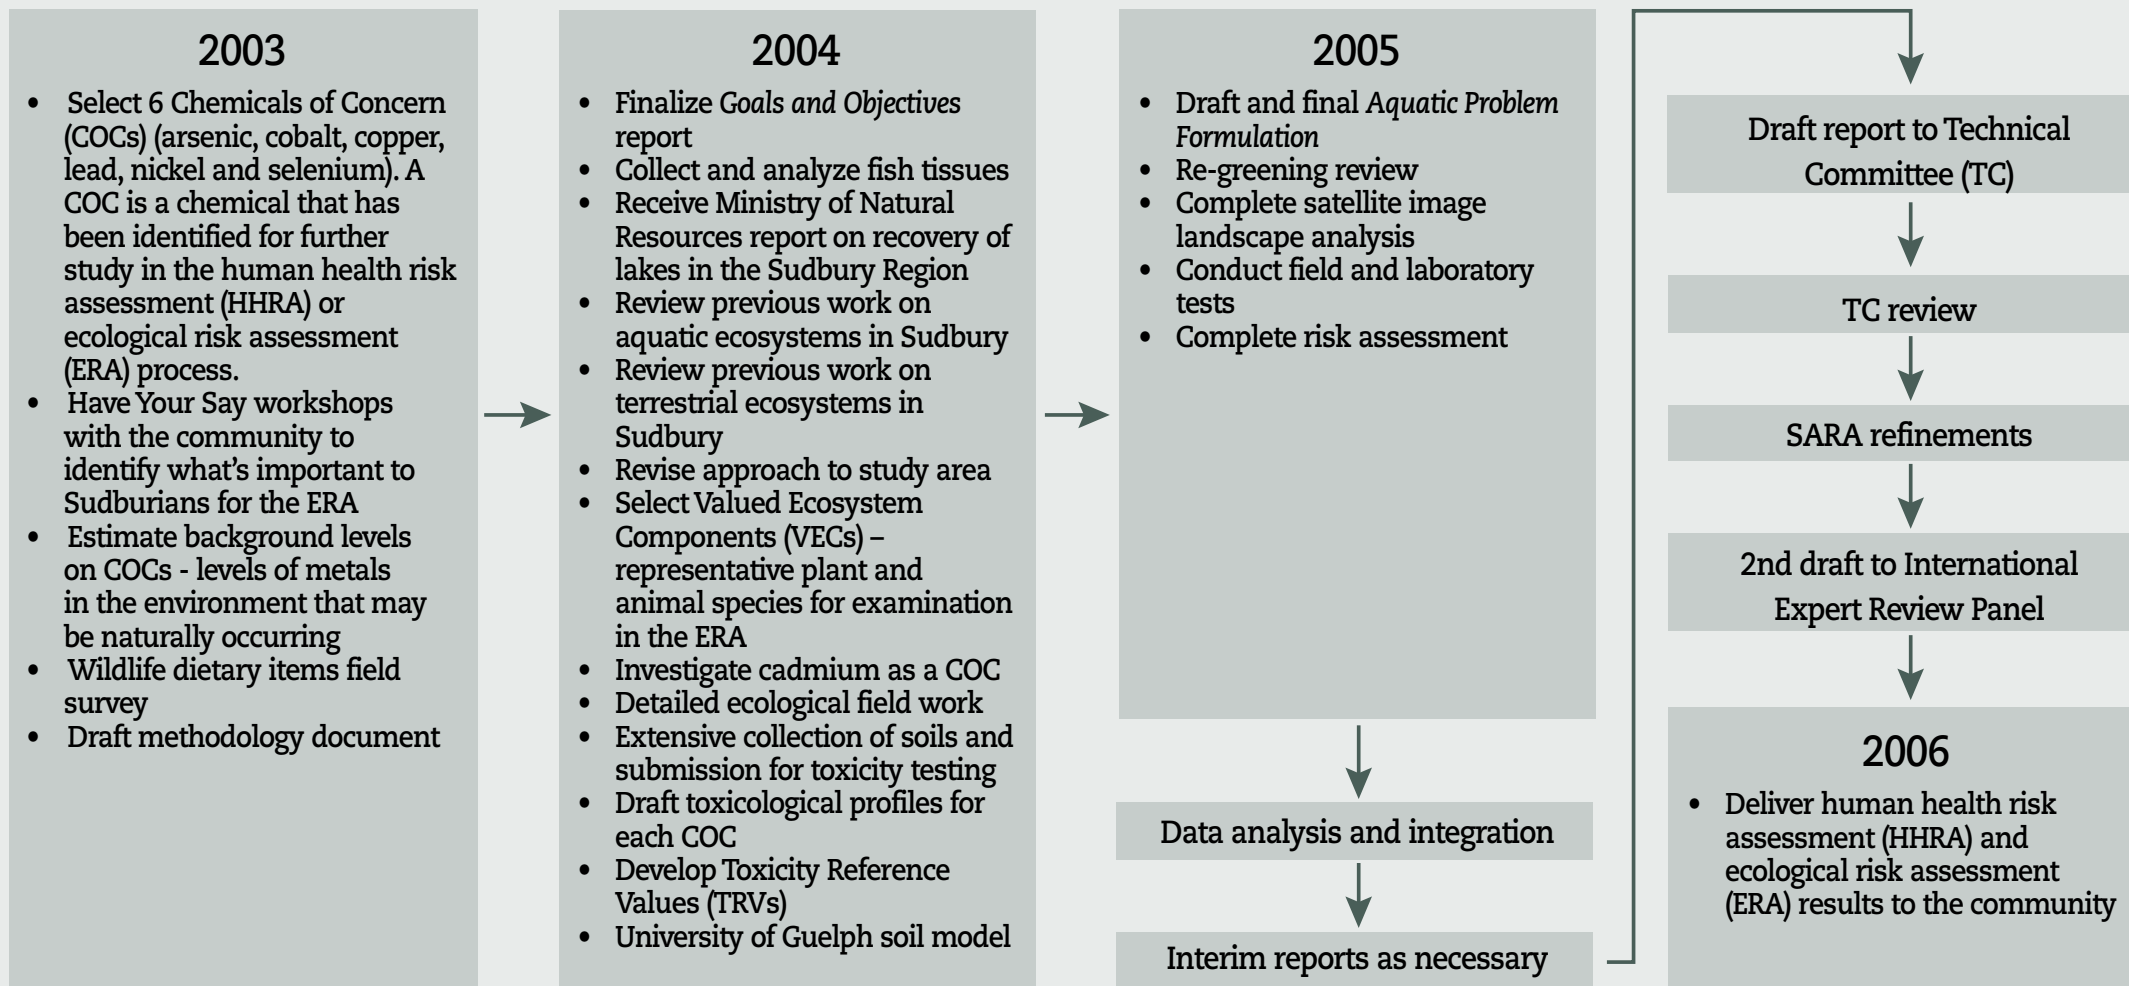 2003
• Select 6 Chemicals of Concern
(COCs) (arsenic, cobalt, copper,
lead, nickel and selenium). A
COC is a chemical that has
been identified for further
study in the human health risk
assessment (HHRA) or
ecological risk assessment
(ERA) process.
• Have Your Say workshops
with the community to
identify what's important to
Sudburians for the ERA
• Estimate background levels
on COCs - levels of metals
in the environment that may
be naturally occurring
• Wildlife dietary items field
survey
• Draft methodology document
2004
• Finalize Goals and Objectives
report
• Collect and analyze fish tissues
• Receive Ministry of Natural
Resources report on recovery of
lakes in the Sudbury Region
• Review previous work on
aquatic ecosystems in Sudbury
• Review previous work on
terrestrial ecosystems in
Sudbury
• Revise approach to study area
• Select Valued Ecosystem
Components (VECs) –
representative plant and
animal species for examination
in the ERA
• Investigate cadmium as a COC
• Detailed ecological field work
• Extensive collection of soils and
submission for toxicity testing
• Draft toxicological profiles for
each COC
• Develop Toxicity Reference
Values (TRVs)
• University of Guelph soil model
2005
• Draft and final Aquatic Problem
Formulation
• Re-greening review
• Complete satellite image
landscape analysis
• Conduct field and laboratory
tests
• Complete risk assessment
Data analysis and integration
Interim reports as necessary
Draft report to Technical
Committee (TC)
TC review
SARA refinements
2nd draft to International
Expert Review Panel
2006
• Deliver human health risk
assessment (HHRA) and
ecological risk assessment
(ERA) results to the community